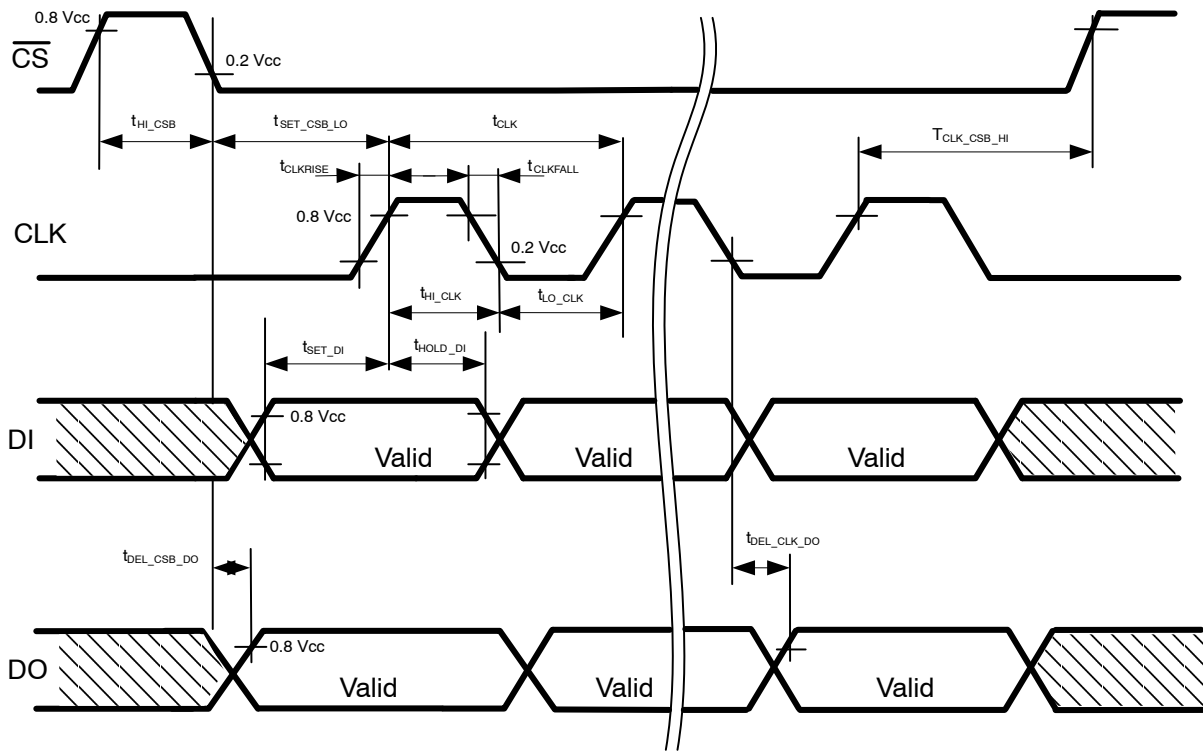 0.8 Vcc
CS
0.2 Vcc
tHI_CSB
tSET_CSB_LO
tCLK
TCLK_CSB_HI
tCLKRISE
tCLKFALL
0.8 Vcc
CLK
0.2 Vcc
tHI_CLK
tLO_CLK
tSET_DI
tHOLD_DI
0.8 Vcc
DI
Valid
Valid
Valid
tDEL_CSB_DO
tDEL_CLK_DO
0.8 Vcc
DO
Valid
Valid
Valid